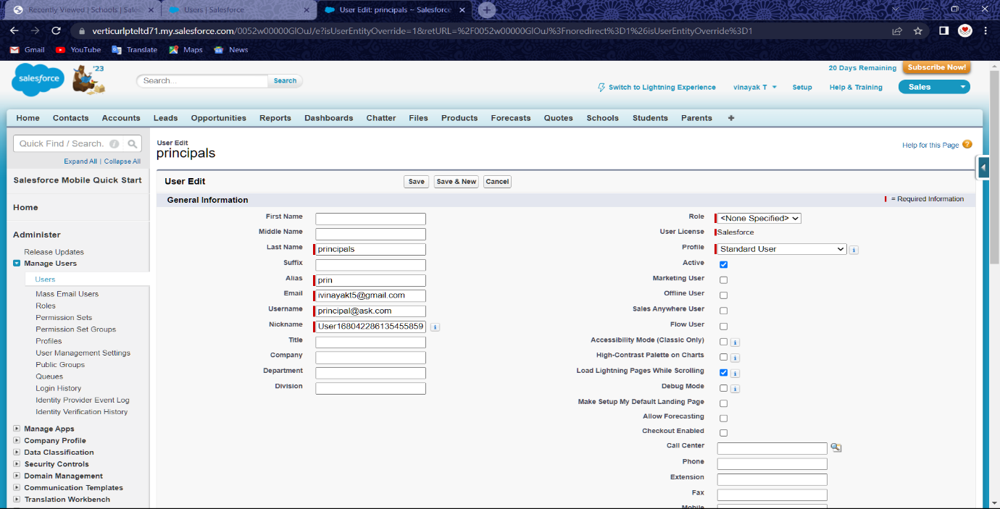 Recently Viewed | Schools | Sales
Users | Salesforce
User Edit: principals ~ Salesforce
verticurlpteltd71.my.salesforce.com/0052w00000GlOuJ/e?isUserEntityOverride=1&retURL=%2F0052w00000GlOuJ%3Fnoredirect%3D1%26isUserEntityOverride%3D1
Gmail YouTube Translate Maps News
salesforce
'23
Search...
Search
20 Days Remaining
Subscribe Now!
Switch to Lightning Experience
vinayak T
Setup
Help & Training
Sales
Home Contacts Accounts Leads Opportunities Reports Dashboards Chatter Files Products Forecasts Quotes Schools Students Parents +
Quick Find / Search.
Expand All | Collapse All
Salesforce Mobile Quick Start
Home
Administer
Release Updates
Manage Users
Users
Mass Email Users
Roles
Permission Sets
Permission Set Groups
Profiles
User Management Settings
Public Groups
Queues
Login History
Identity Provider Event Log
Identity Verification History
Manage Apps
Company Profile
Data Classification
Security Controls
Domain Management
Communication Templates
Translation Workbench
User Edit
principals
Help for this Page
User Edit
Save
Save & New
Cancel
General Information
= Required Information
First Name
Middle Name
Last Name principals
Suffix
Alias prin
Email ivinayakt5@gmail.com
Username principal@ask.com
Nickname User168042286135455859
Title
Company
Department
Division
Role <None Specified>
User License Salesforce
Profile Standard User
Active
Marketing User
Offline User
Sales Anywhere User
Flow User
Accessibility Mode (Classic Only)
High-Contrast Palette on Charts
Load Lightning Pages While Scrolling
Debug Mode
Make Setup My Default Landing Page
Allow Forecasting
Checkout Enabled
Call Center
Phone
Extension
Fax
Mobile